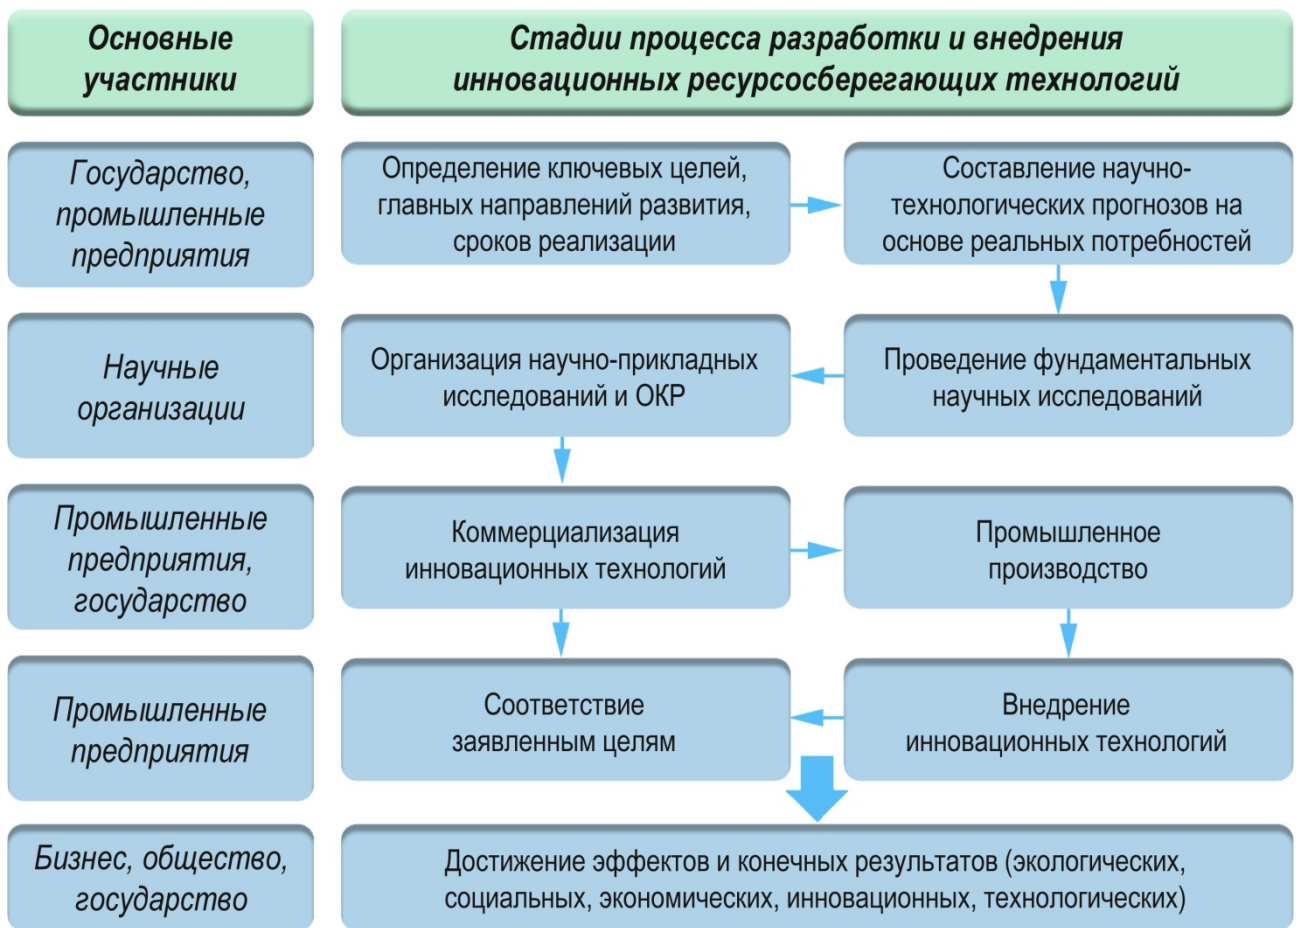 Основные
участники
Стадии процесса разработки и внедрения
инновационных ресурсосберегающих технологий
Государство,
промышленные
предприятия
Определение ключевых целей,
главных направлений развития,
сроков реализации
Составление научно-
технологических прогнозов на
основе реальных потребностей
Научные
организации
Организация научно-прикладных
исследований и ОКР
Проведение фундаментальных
научных исследований
Промышленные
предприятия,
государство
Коммерциализация
инновационных технологий
Промышленное
производство
Промышленные
предприятия
Соответствие
заявленным целям
Внедрение
инновационных технологий
Бизнес, общество,
государство
Достижение эффектов и конечных результатов (экологических,
социальных, экономических, инновационных, технологических)